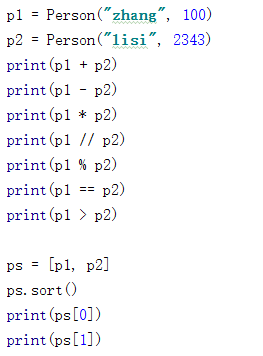 p1 = Person("zhang", 100)
p2 = Person("lisi", 2343)
print(p1 + p2)
print(p1 - p2)
print(p1 * p2)
print(p1 // p2)
print(p1 % p2)
print(p1 == p2)
print(p1 > p2)
ps = [p1, p2]
ps.sort()
print(ps[0])
print(ps[1])